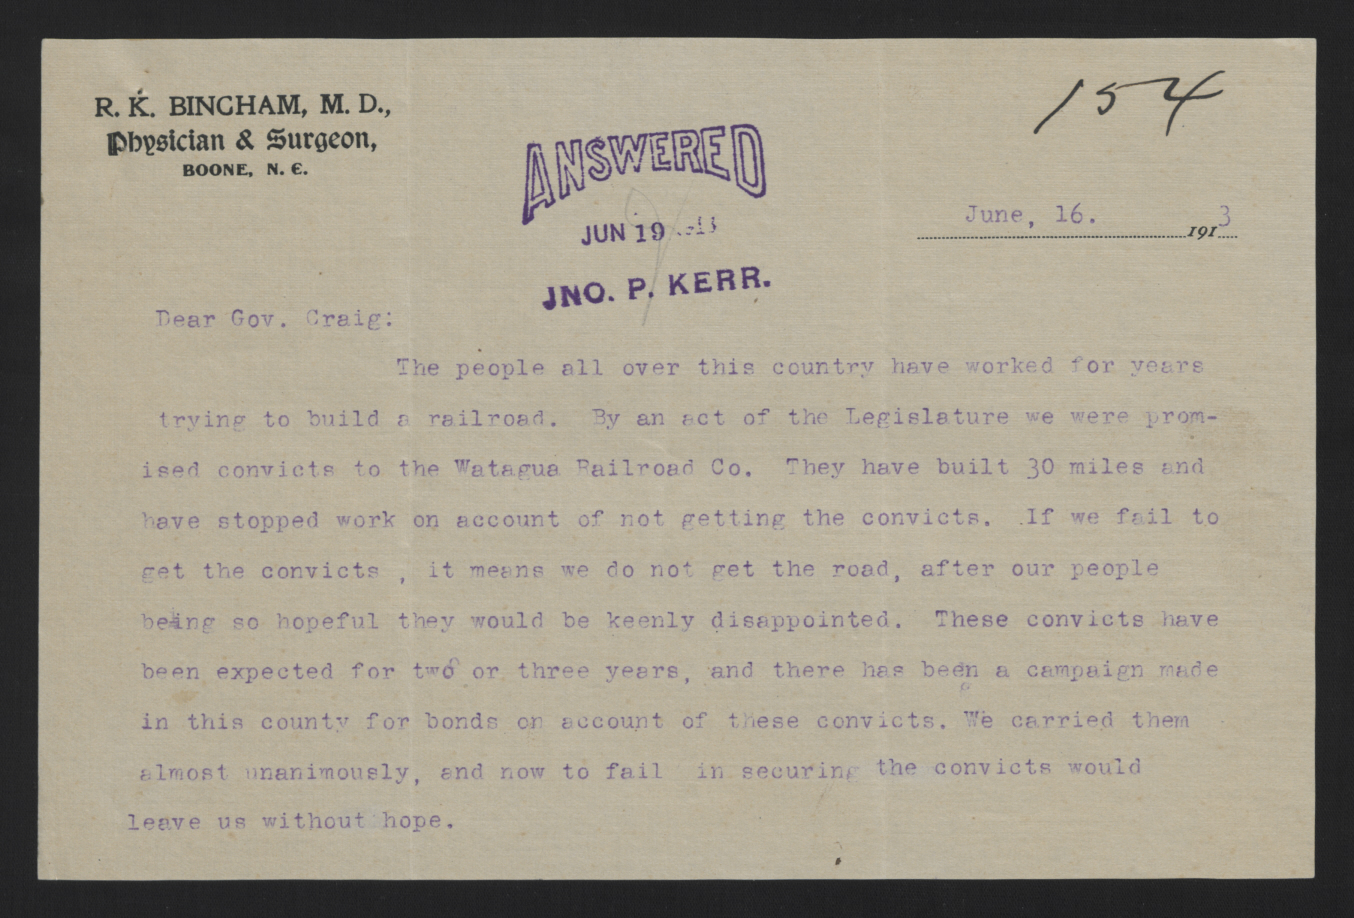 R. K. BINGHAM, M. D.,
Physician & Surgeon,
BOONE, N. C.
154
ANSWERED
JUN 19 1913
JNO. P. KERR.
June, 16. 1913
Dear Gov. Craig:
The people all over this country have worked for years
trying to build a railroad. By an act of the Legislature we were prom-
ised convicts to the Watagua Railroad Co. They have built 30 miles and
have stopped work on account of not getting the convicts. If we fail to
get the convicts , it means we do not get the road, after our people
being so hopeful they would be keenly disappointed. These convicts have
been expected for two or three years, and there has been a campaign made
in this county for bonds on account of these convicts. We carried them
almost unanimously, and now to fail in securing the convicts would
leave us without hope.